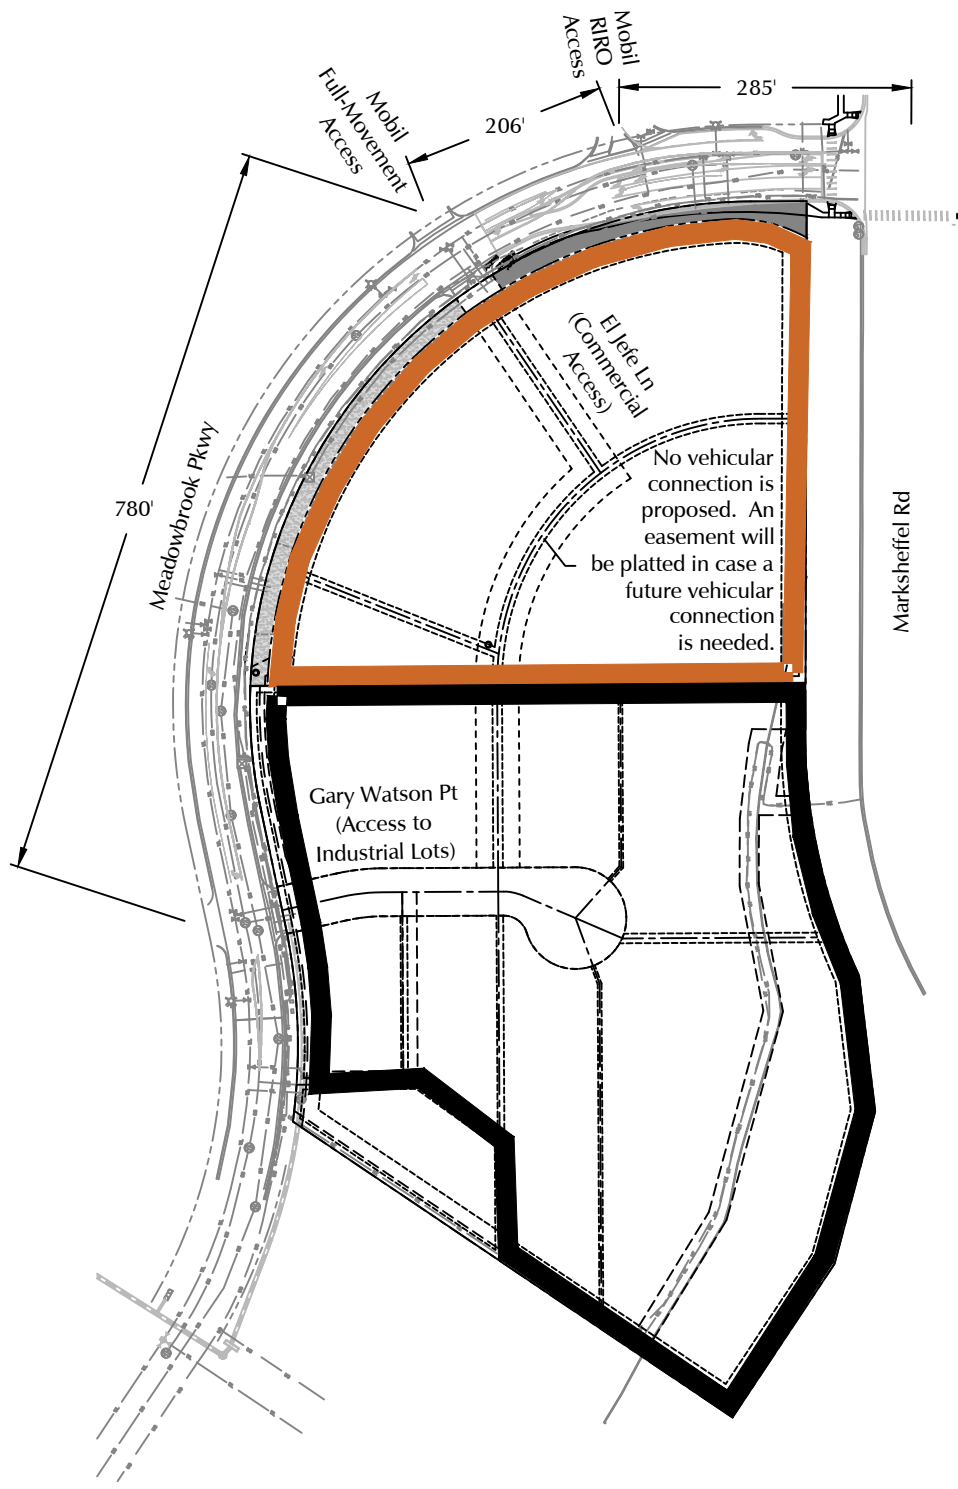 Mobil
RIRO
Access
285'
Mobil
Full-Movement
Access
206'
El Jefe Ln
(Commercial
Access)
No vehicular
connection is
proposed. An
easement will
be platted in case a
future vehicular
connection
is needed.
Meadowbrook Pkwy
780'
Marksheffel Rd
Gary Watson Pt
(Access to
Industrial Lots)